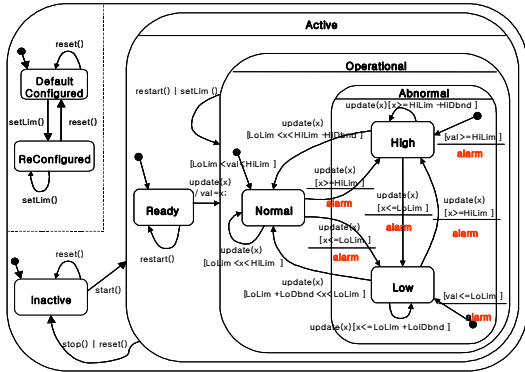 Active
reset()
Default
Configured
setLim()
reset()
ReConfigured
setLim()
Operational
restart() | setLim()
Abnormal
update(x)[x>=HiLim -HiDbnd ]
update(x)
[LoLim <x<HiLim -HiDbnd]
High
[val>=HiLim ]
alarm
[LoLim <val<HiLim ]
update(x)
/ val=x;
update(x)
[x>=HiLim ]
alarm
update(x)
[x<=LoLim ]
alarm
update(x)
[x>=HiLim ]
alarm
Ready
restart()
Normal
update(x)
[LoLim <x<HiLim ]
update(x)
[x<=LoLim ]
alarm
update(x)
[LoLim +LoDbnd <x<LoLim ]
Low
[val<=LoLim ]
alarm
update(x)[x<=LoLim +LoiDbnd ]
reset()
Inactive
start()
stop() | reset()